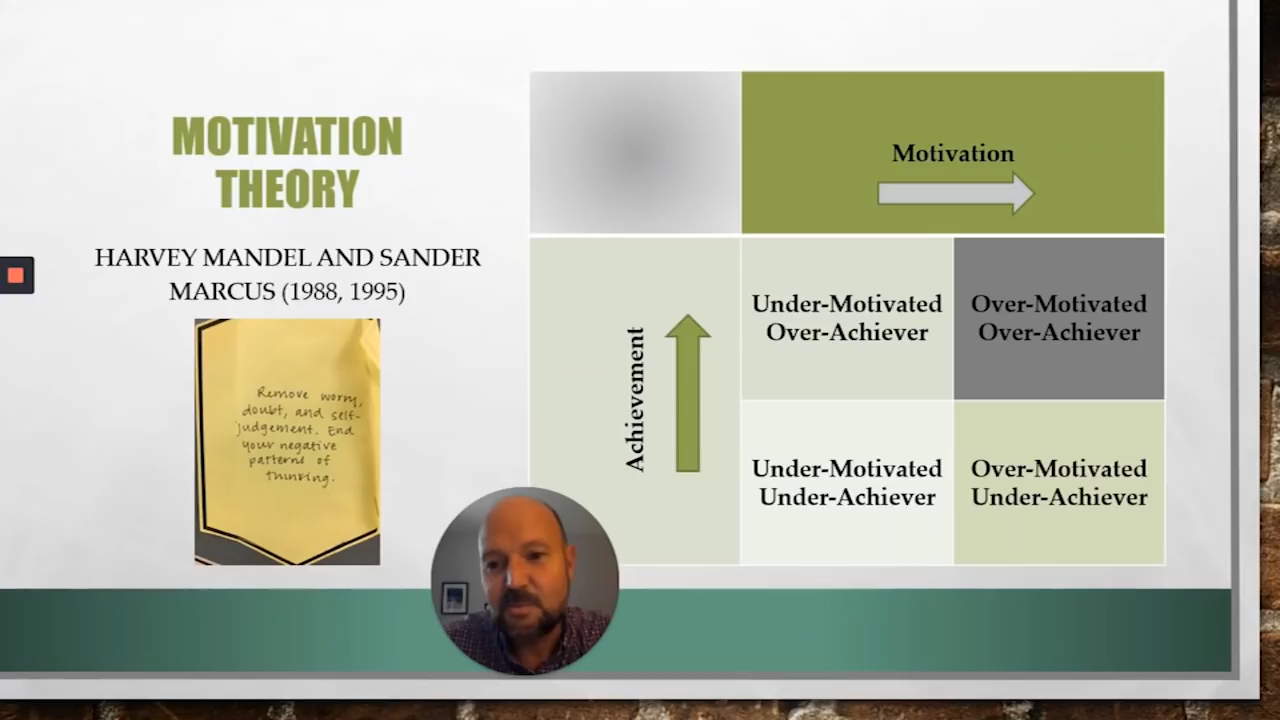 MOTIVATION
THEORY
HARVEY MANDEL AND SANDER
MARCUS (1988, 1995)
Remove worry,
doubt, and self-
judgement. End
your negative
patterns of
thinking.
Motivation
Achievement
Under-Motivated
Over-Achiever
Over-Motivated
Over-Achiever
Under-Motivated
Under-Achiever
Over-Motivated
Under-Achiever